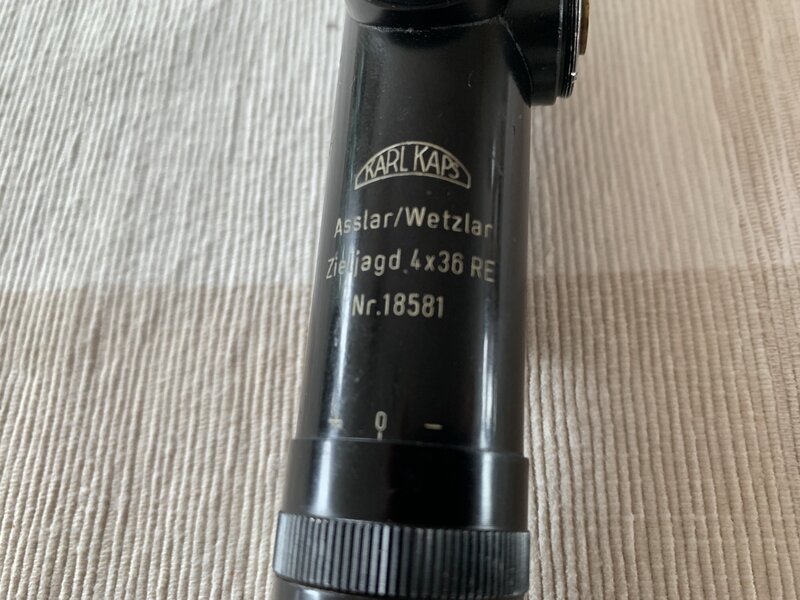 KARL KAPS
Asslar/Wetzlar
Zieljagd 4x36 RE
Nr.18581
+ 0 –